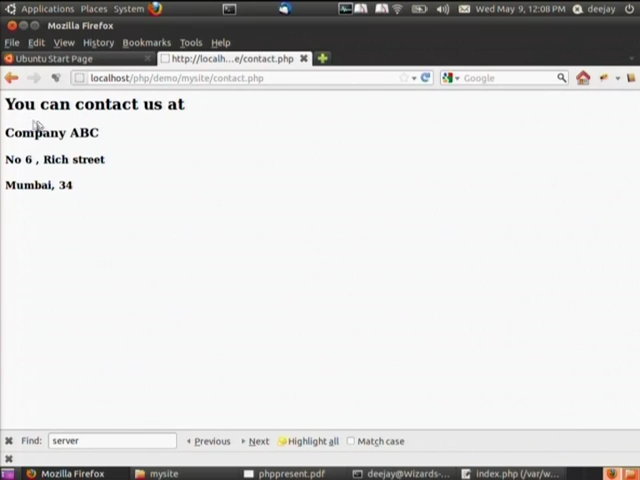 Applications Places System Wed May 9, 12:08 PM deejay
Mozilla Firefox
File Edit View History Bookmarks Tools Help
Ubuntu Start Page http://localh...e/contact.php
localhost/php/demo/mysite/contact.php Google
You can contact us at
Company ABC
No 6 , Rich street
Mumbai, 34
Find: server Previous Next Highlight all Match case
Mozilla Firefox mysite phppresent.pdf deejay@Wizards-... index.php (/var/w...